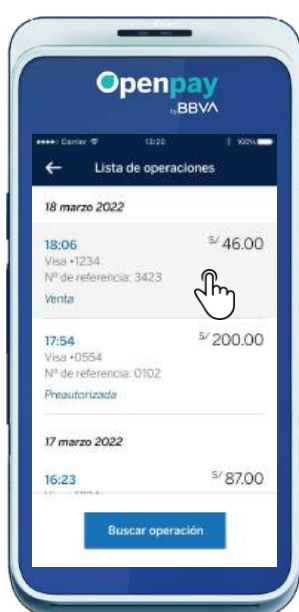 Openpay
by BBVA
Carrier 13:20 100%
Lista de operaciones
18 marzo 2022
18:06 S/ 46.00
Visa •1234
Nº de referencia: 3423
Venta
17:54 S/ 200.00
Visa •0554
Nº de referencia: 0102
Preautorizada
17 marzo 2022
16:23 S/ 87.00
Buscar operación